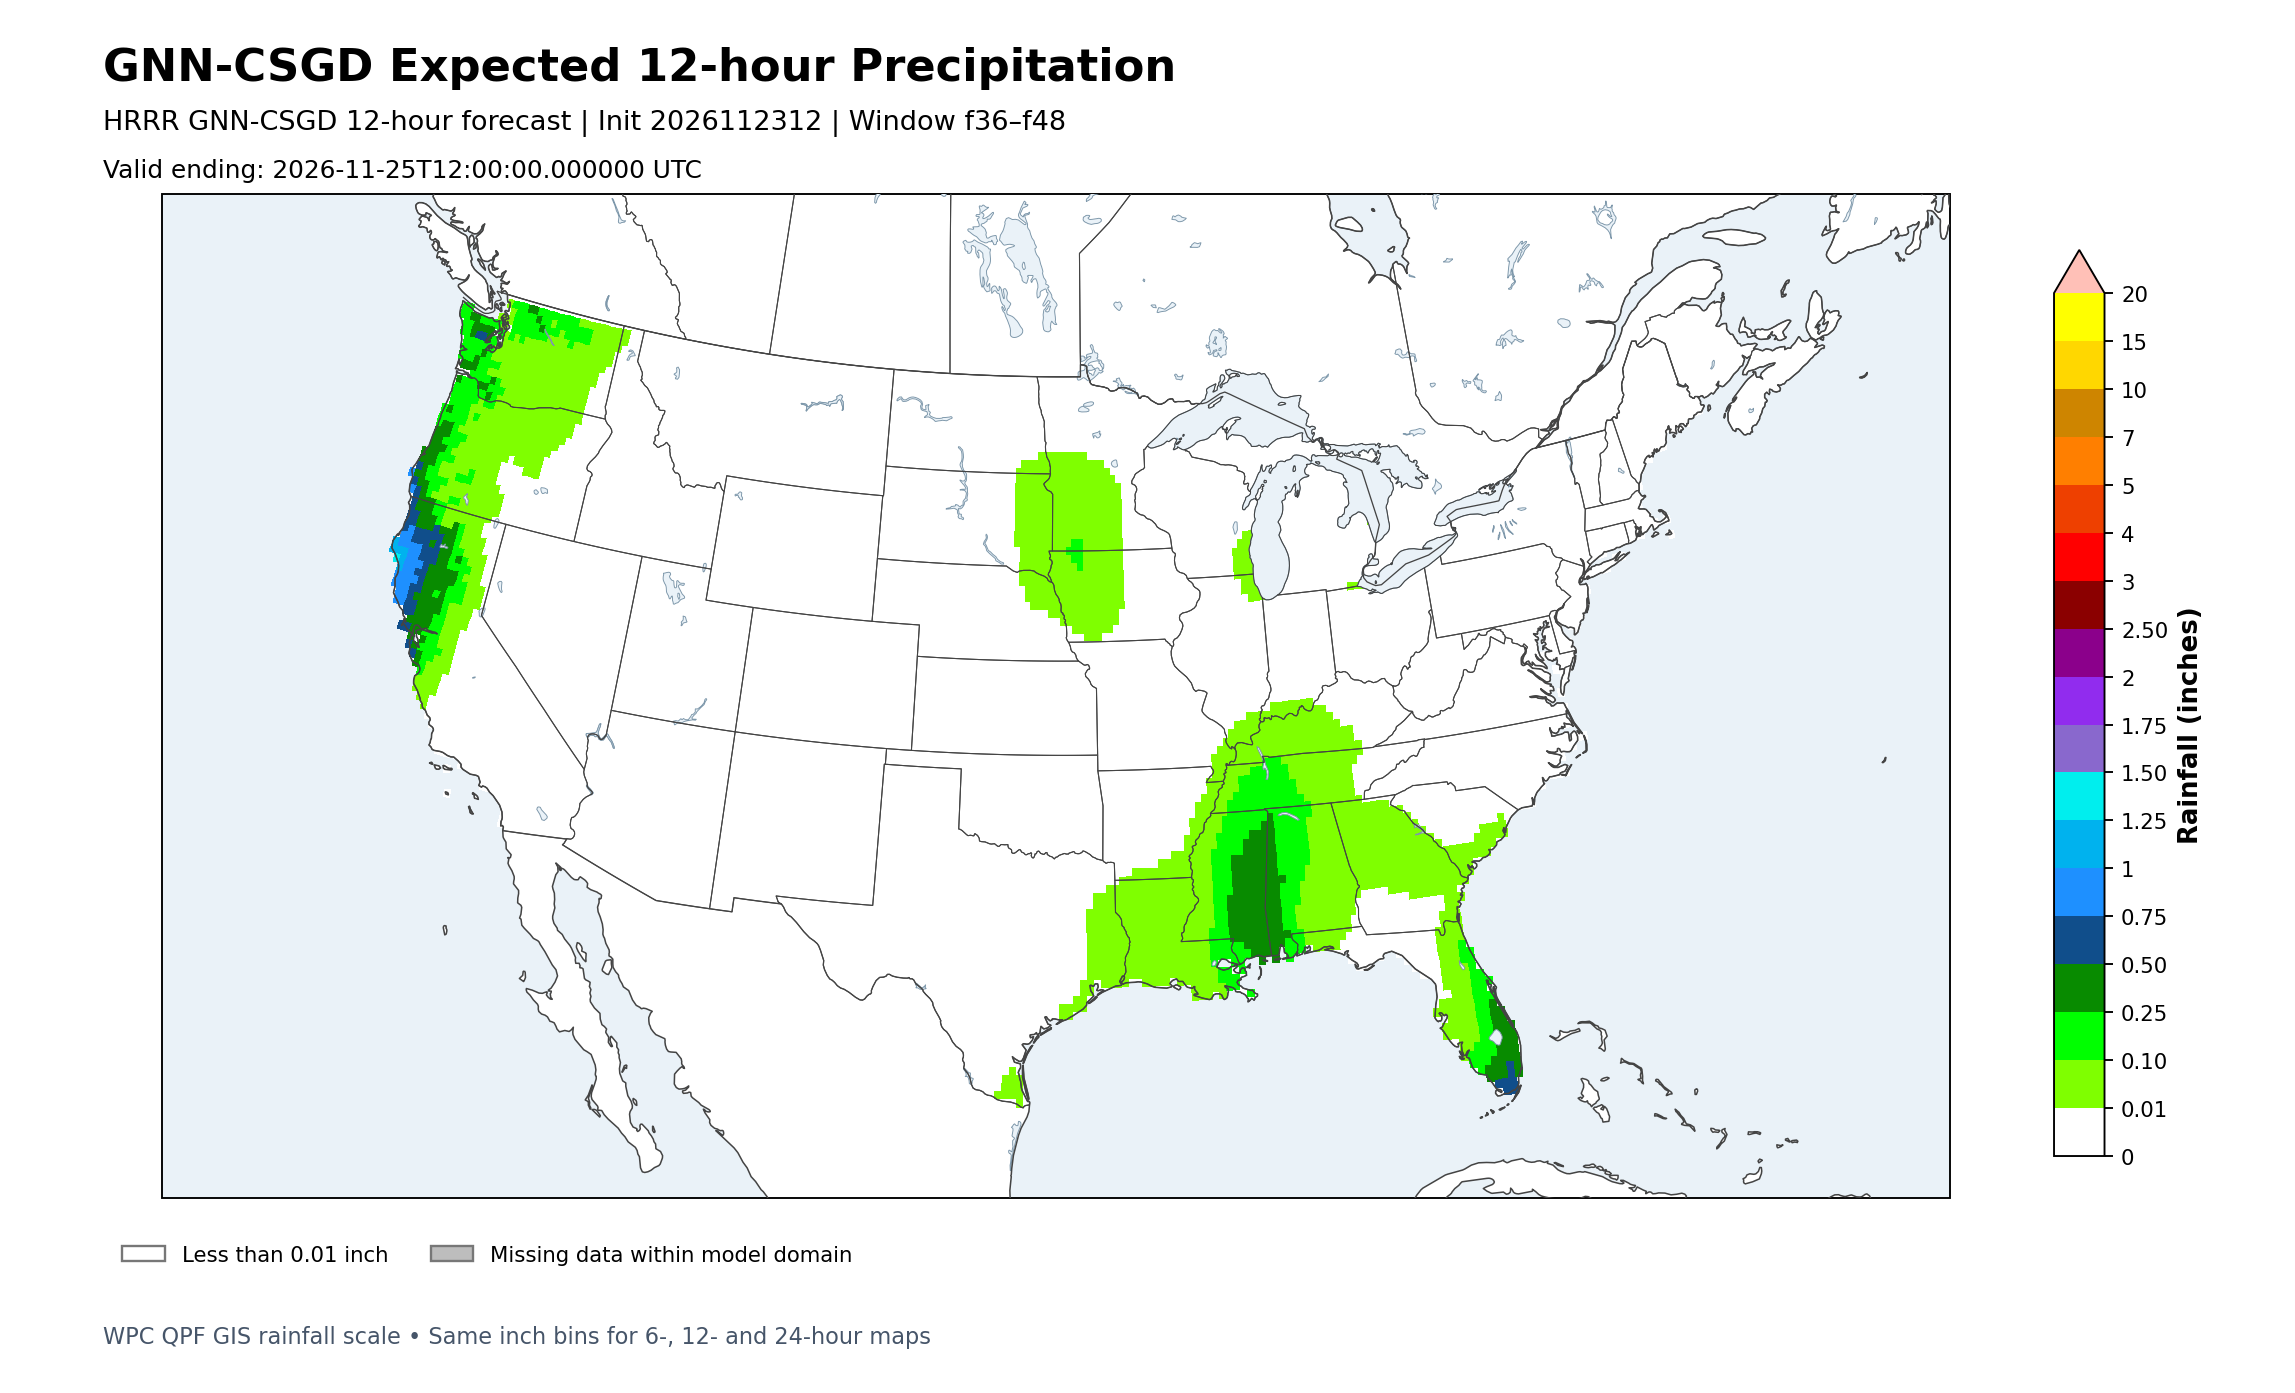 GNN-CSGD Expected 12-hour Precipitation
HRRR GNN-CSGD 12-hour forecast | Init 2026112312 | Window f36–f48
Valid ending: 2026-11-25T12:00:00.000000 UTC
20
15
10
7
5
4
3
2.50
2
1.75
1.50
1.25
1
0.75
0.50
0.25
0.10
0.01
0
Rainfall (inches)
Less than 0.01 inch
Missing data within model domain
WPC QPF GIS rainfall scale • Same inch bins for 6-, 12- and 24-hour maps